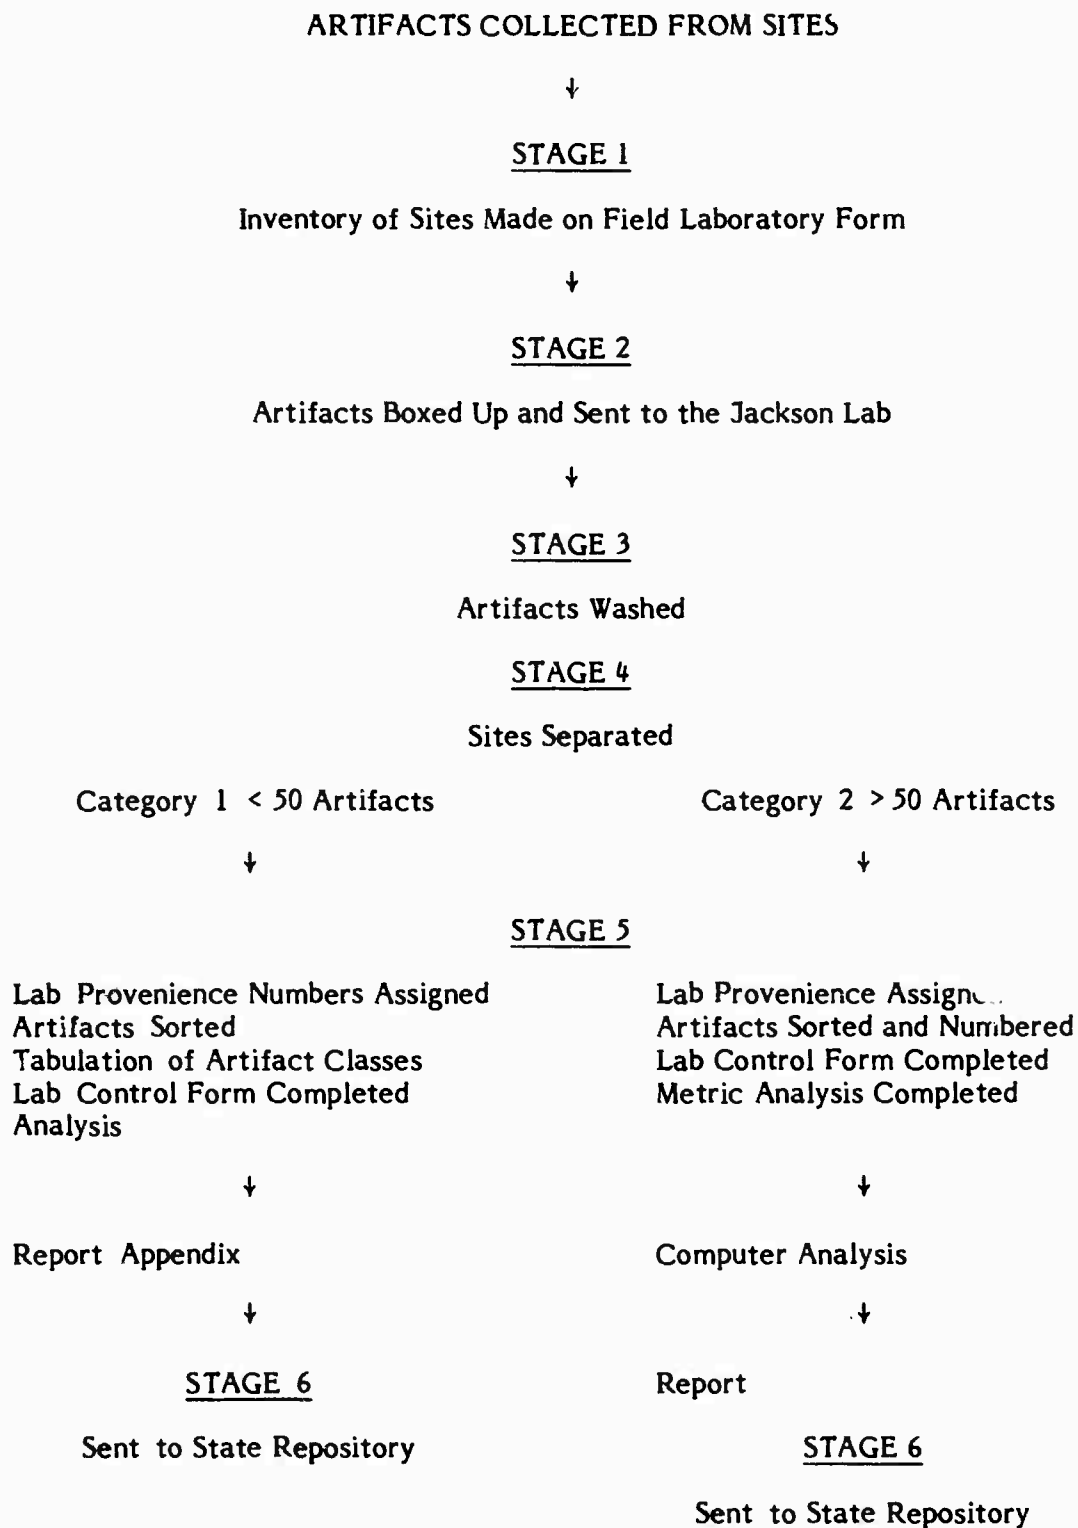 ARTIFACTS COLLECTED FROM SITES
↓
STAGE 1
Inventory of Sites Made on Field Laboratory Form
↓
STAGE 2
Artifacts Boxed Up and Sent to the Jackson Lab
↓
STAGE 3
Artifacts Washed
STAGE 4
Sites Separated
Category 1 < 50 Artifacts
Category 2 > 50 Artifacts
↓ ↓
STAGE 5
Lab Provenience Numbers Assigned
Artifacts Sorted
Tabulation of Artifact Classes
Lab Control Form Completed
Analysis
↓
Report Appendix
↓
STAGE 6
Sent to State Repository
Lab Provenience
Artifacts Sorted and Numbered
Lab Control Form Completed
Metric Analysis Completed
↓
Computer Analysis
↓
Report
STAGE 6
Sent to State Repository